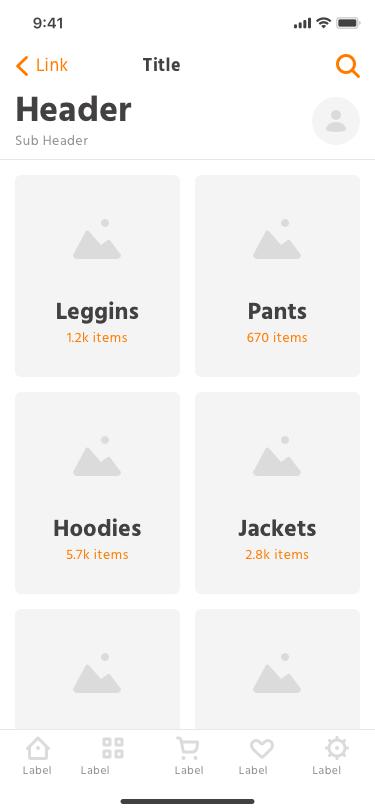 9:41
Link Title
Header
Sub Header
Leggins Pants
1.2k items 670 items
Hoodies Jackets
5.7k items 2.8k items
Label Label Label Label Label